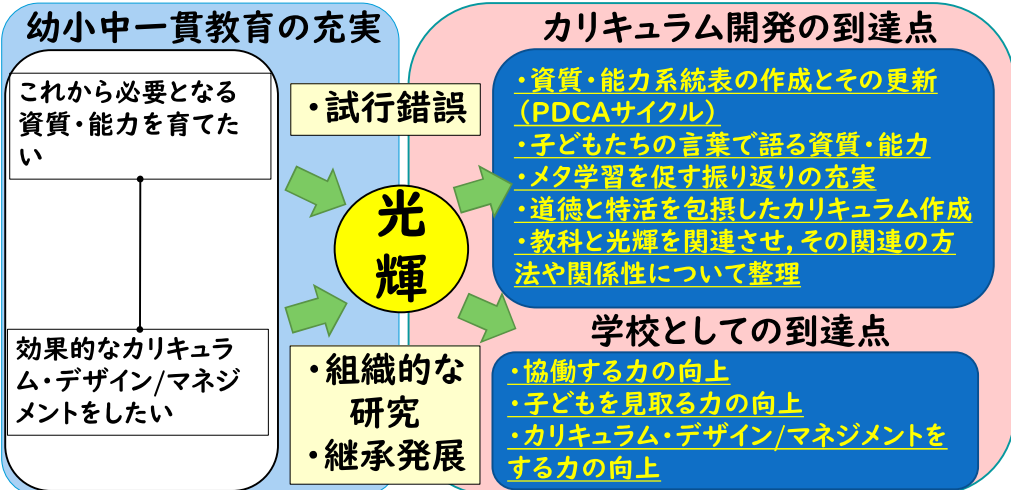 幼小中一貫教育の充実
これから必要となる
資質・能力を育てた
い
効果的なカリキュラ
ム・デザイン/マネジ
メントをしたい
・試行錯誤
光
輝
・組織的な
研究
・継承発展
カリキュラム開発の到達点
・資質・能力系統表の作成とその更新
（PDCAサイクル）
・子どもたちの言葉で語る資質・能力
・メタ学習を促す振り返りの充実
・道徳と特活を包摂したカリキュラム作成
・教科と光輝を関連させ,その関連の方
法や関係性について整理
学校としての到達点
・協働する力の向上
・子どもを見取る力の向上
・カリキュラム・デザイン/マネジメントを
する力の向上